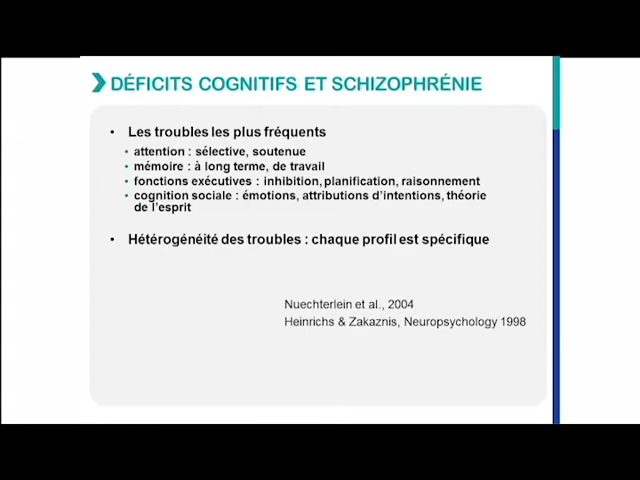 DÉFICITS COGNITIFS ET SCHIZOPHRÉNIE
• Les troubles les plus fréquents
• attention : sélective, soutenue
• mémoire : à long terme, de travail
• fonctions exécutives : inhibition, planification, raisonnement
• cognition sociale : émotions, attributions d'intentions, théorie
de l'esprit
• Hétérogénéité des troubles : chaque profil est spécifique
Nuechterlein et al., 2004
Heinrichs & Zakaznis, Neuropsychology 1998